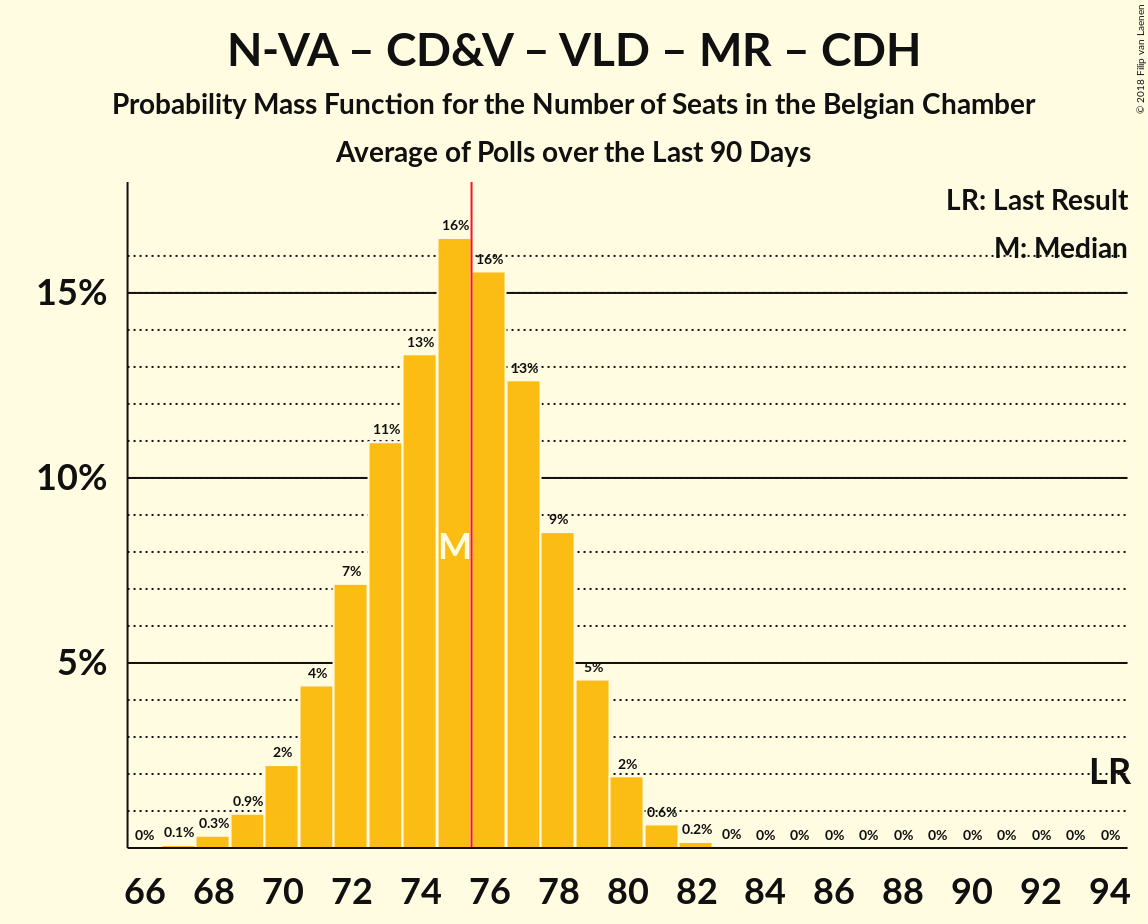 N-VA – CD&V – VLD – MR – CDH
Probability Mass Function for the Number of Seats in the Belgian Chamber
Average of Polls over the Last 90 Days
© 2018 Filip van Laenen
LR: Last Result
M: Median
15%
10%
5%
0% 0.1% 0.3% 0.9% 2% 4% 7% 11% 13% 16% 16% 13% 9% 5% 2% 0.6% 0.2% 0% 0% 0% 0% 0% 0% 0% 0% 0% 0% 0% 0%
M
LR
66 68 70 72 74 76 78 80 82 84 86 88 90 92 94